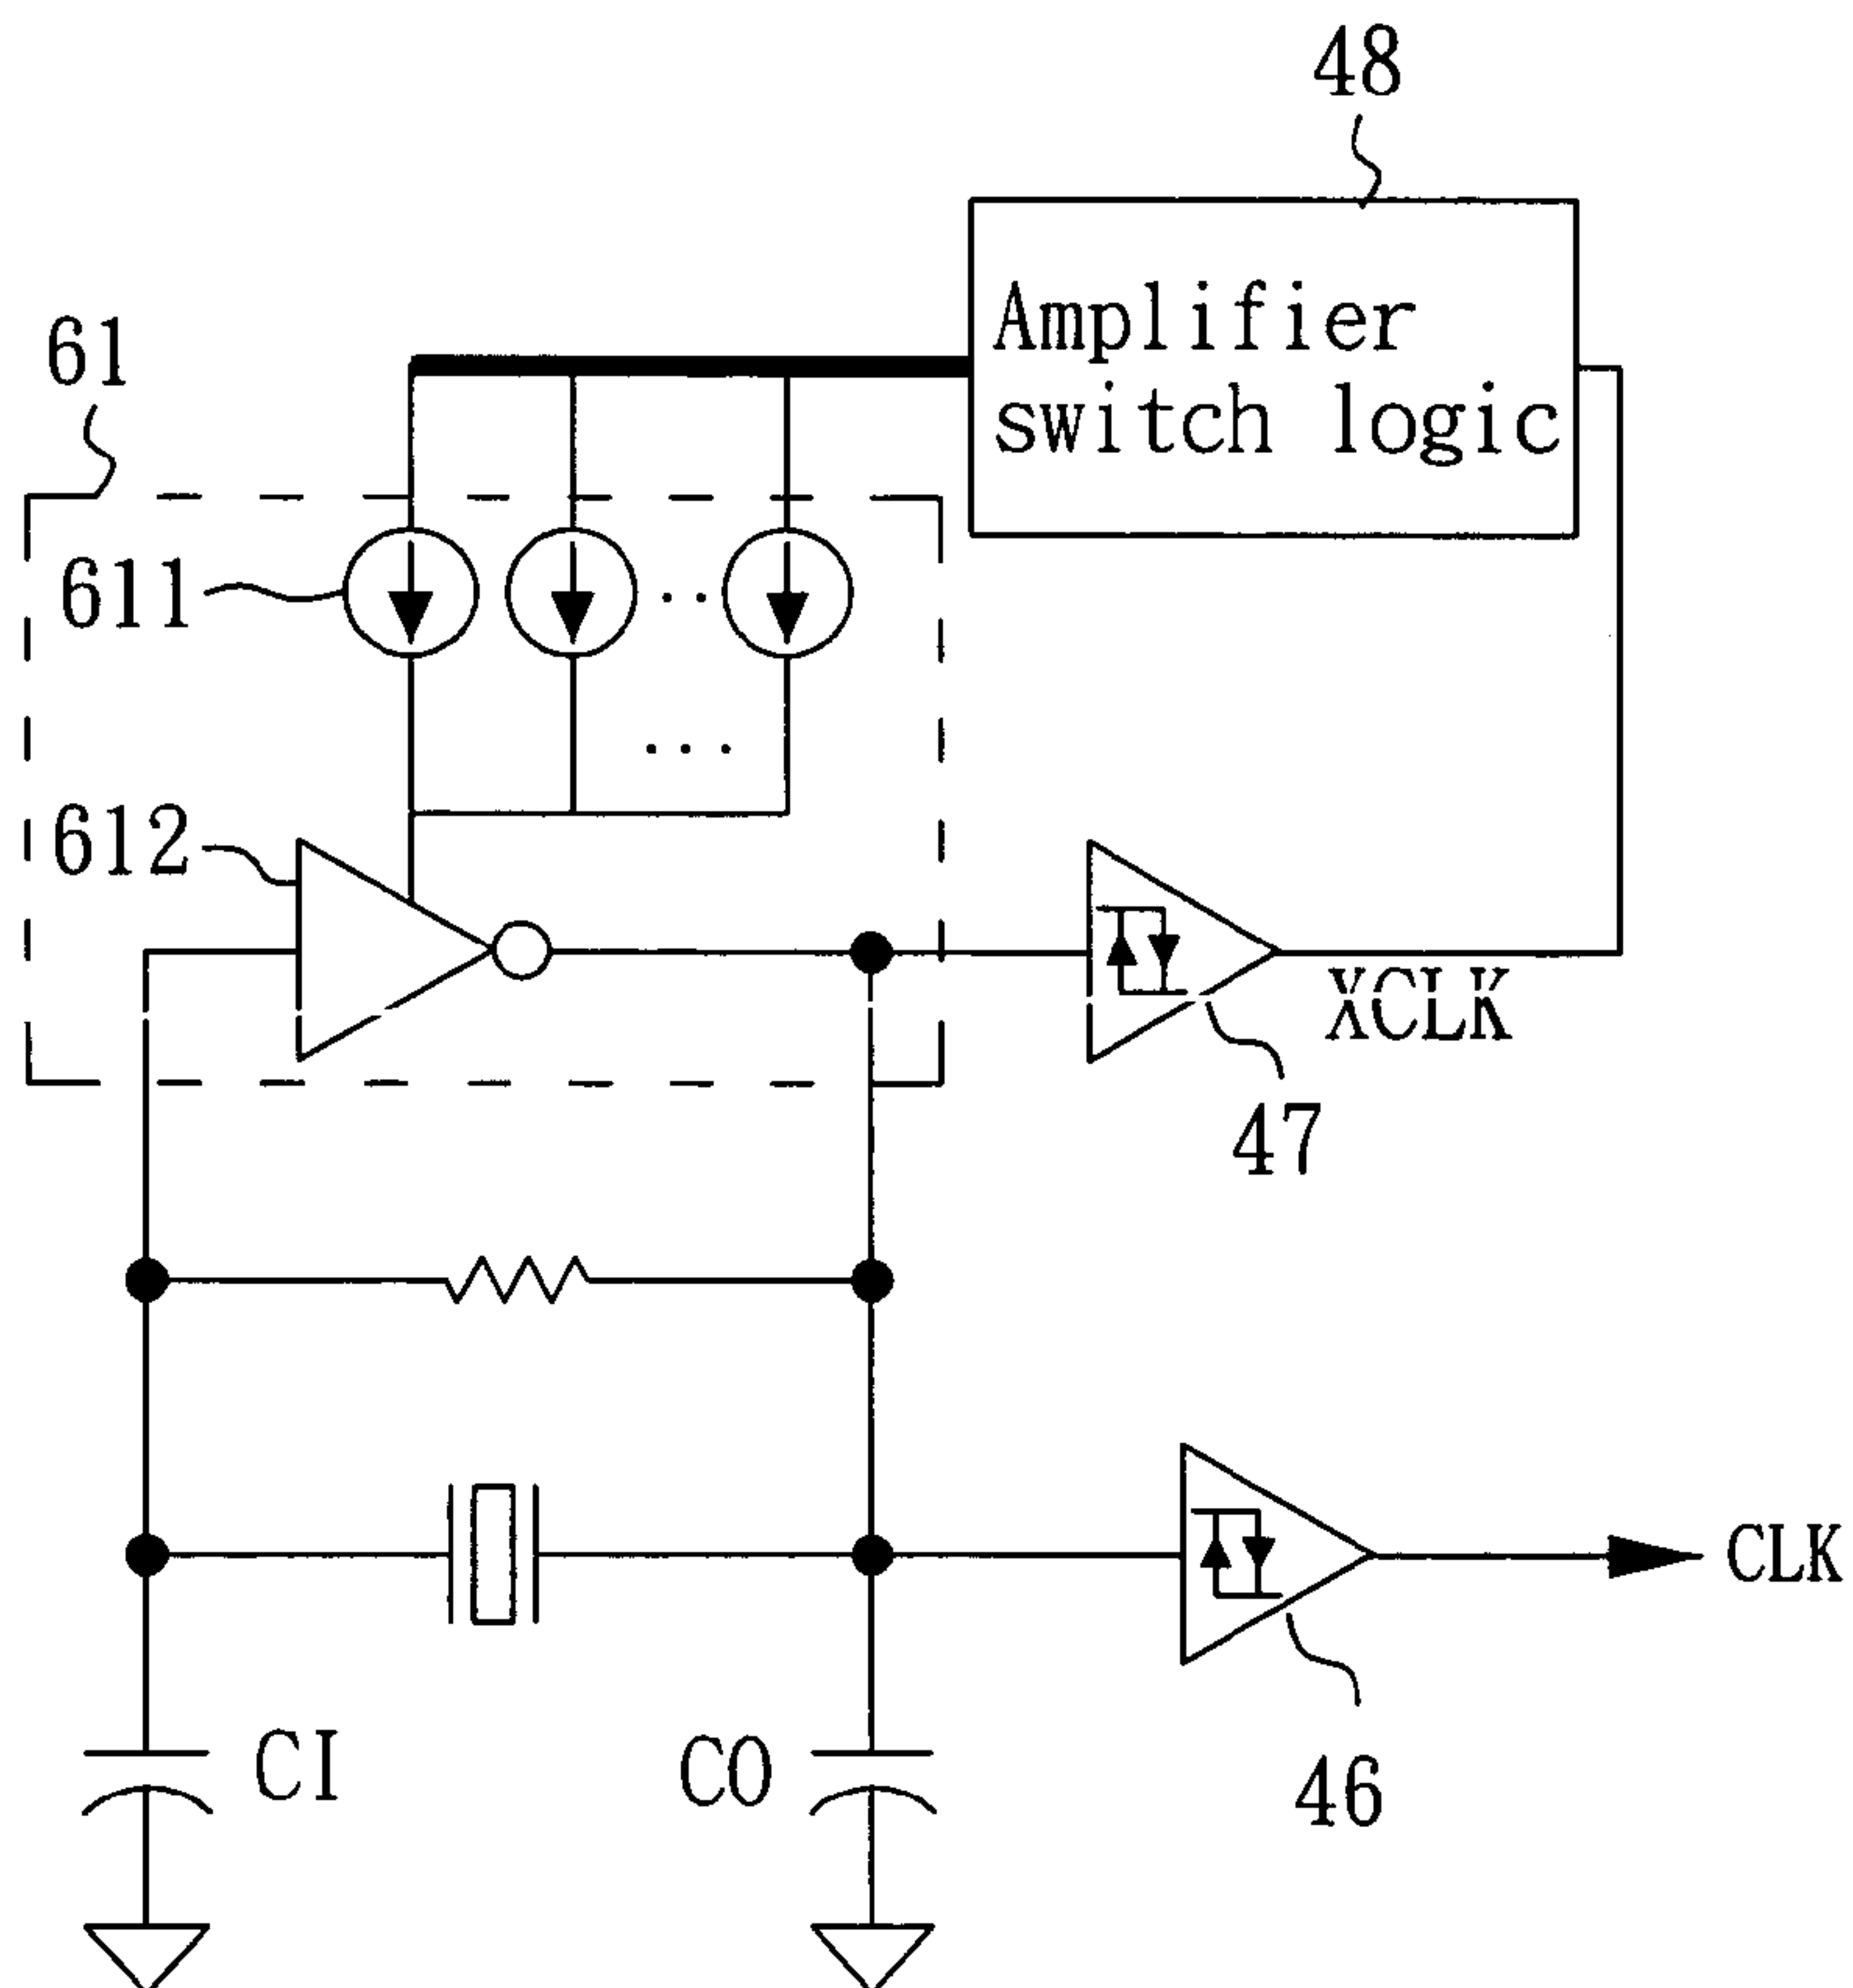 48
Amplifier
switch logic
61
611
612
XCLK
47
CLK
CI
CO
46